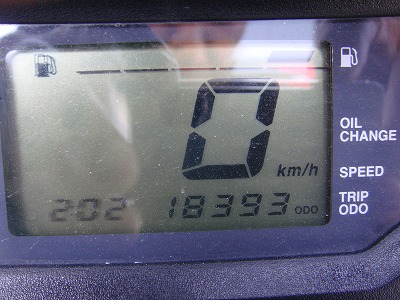 0
km/h
202 18393 ODO
OIL
CHANGE
SPEED
TRIP
ODO